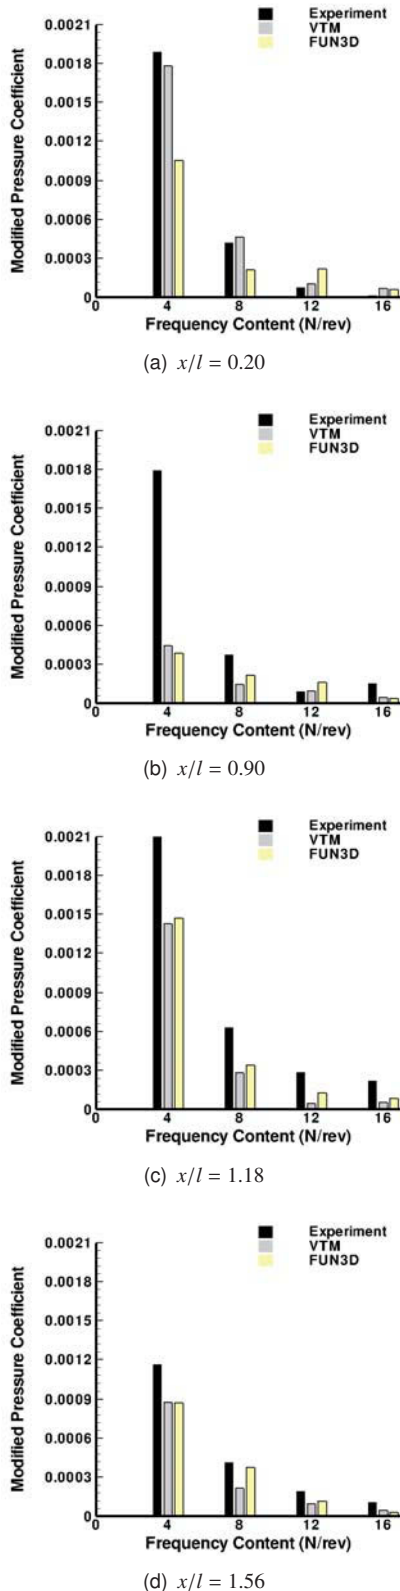 Modified Pressure Coefficient
0.0021
0.0018
0.0015
0.0012
0.0009
0.0006
0.0003
0
Experiment
VTM
FUN3D
0 4 8 12 16
Frequency Content (N/rev)
(a) x/l = 0.20
Modified Pressure Coefficient
0.0021
0.0018
0.0015
0.0012
0.0009
0.0006
0.0003
0
Experiment
VTM
FUN3D
0 4 8 12 16
Frequency Content (N/rev)
(b) x/l = 0.90
Modified Pressure Coefficient
0.0021
0.0018
0.0015
0.0012
0.0009
0.0006
0.0003
0
Experiment
VTM
FUN3D
0 4 8 12 16
Frequency Content (N/rev)
(c) x/l = 1.18
Modified Pressure Coefficient
0.0021
0.0018
0.0015
0.0012
0.0009
0.0006
0.0003
0
Experiment
VTM
FUN3D
0 4 8 12 16
Frequency Content (N/rev)
(d) x/l = 1.56